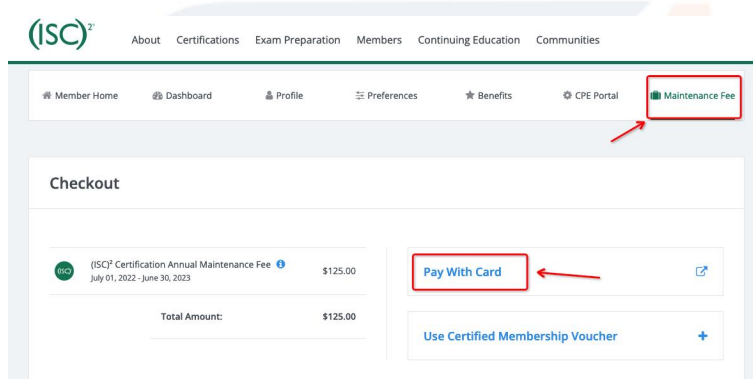 (ISC)²®
About Certifications Exam Preparation Members Continuing Education Communities
Member Home Dashboard Profile Preferences Benefits CPE Portal Maintenance Fee
Checkout
(ISC) (ISC)² Certification Annual Maintenance Fee $125.00
July 01, 2022 - June 30, 2023
Total Amount: $125.00
Pay With Card
Use Certified Membership Voucher +